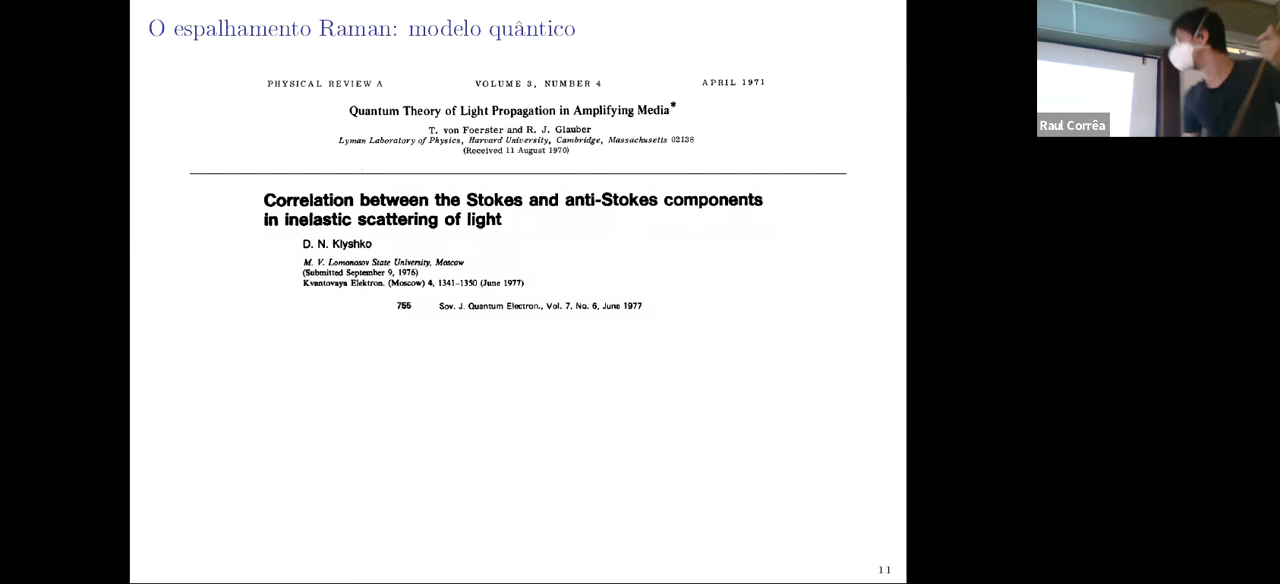 O espalhamento Raman: modelo quântico
PHYSICAL REVIEW A VOLUME 3, NUMBER 4 APRIL 1971
Quantum Theory of Light Propagation in Amplifying Media*
T. von Foerster and R. J. Glauber
Lyman Laboratory of Physics, Harvard University, Cambridge, Massachusetts 02138
(Received 11 August 1970)
Correlation between the Stokes and anti-Stokes components
in inelastic scattering of light
D. N. Klyshko
M. V. Lomonosov State University, Moscow
(Submitted September 9, 1976)
Kvantovaya Elektron. (Moscow) 4, 1341–1350 (June 1977)
755 Sov. J. Quantum Electron., Vol. 7, No. 6, June 1977
11
Raul Corrêa